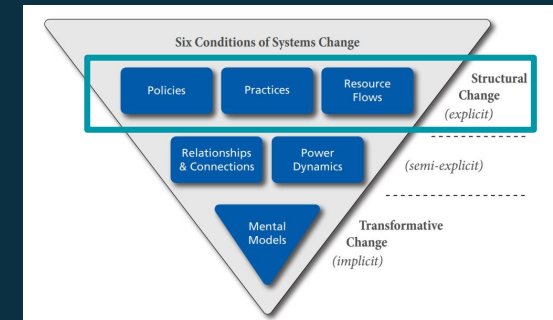 Six Conditions of Systems Change
Policies
Practices
Resource
Flows
Structural
Change
(explicit)
Relationships
& Connections
Power
Dynamics
(semi-explicit)
Mental
Models
Transformative
Change
(implicit)